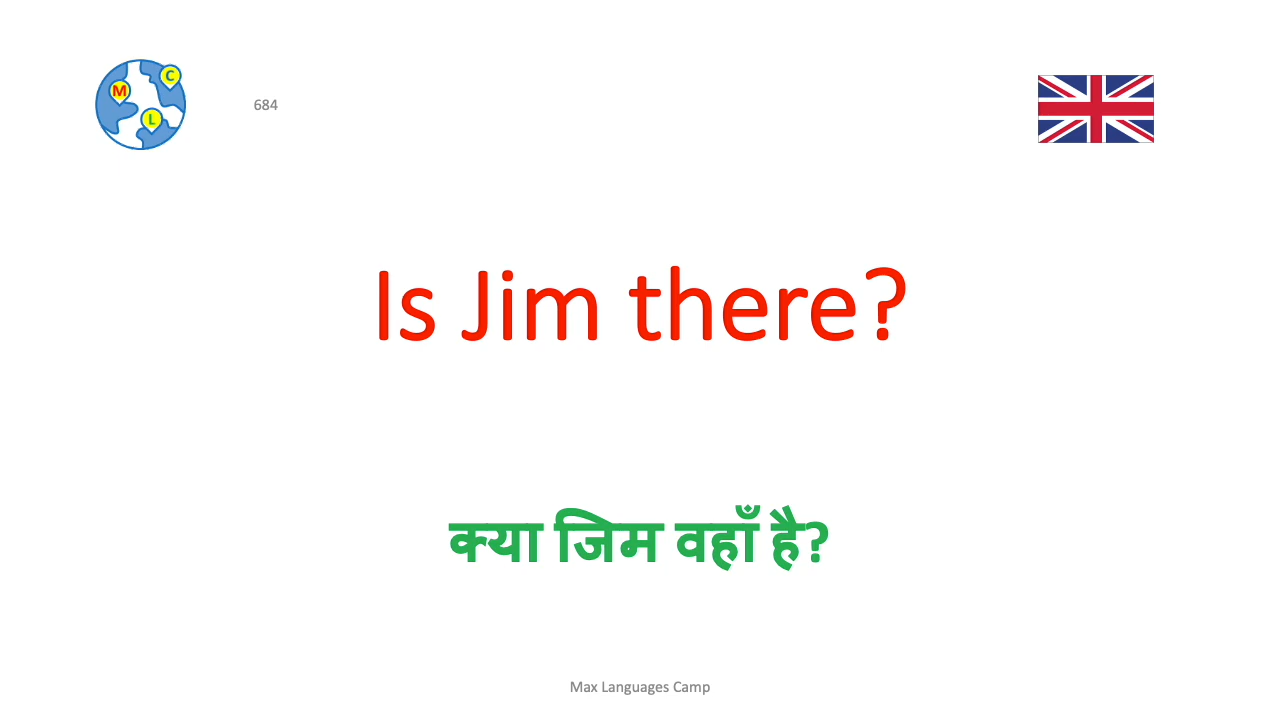 C
M
L
684
Is Jim there?
क्या जिम वहाँ है?
Max Languages Camp